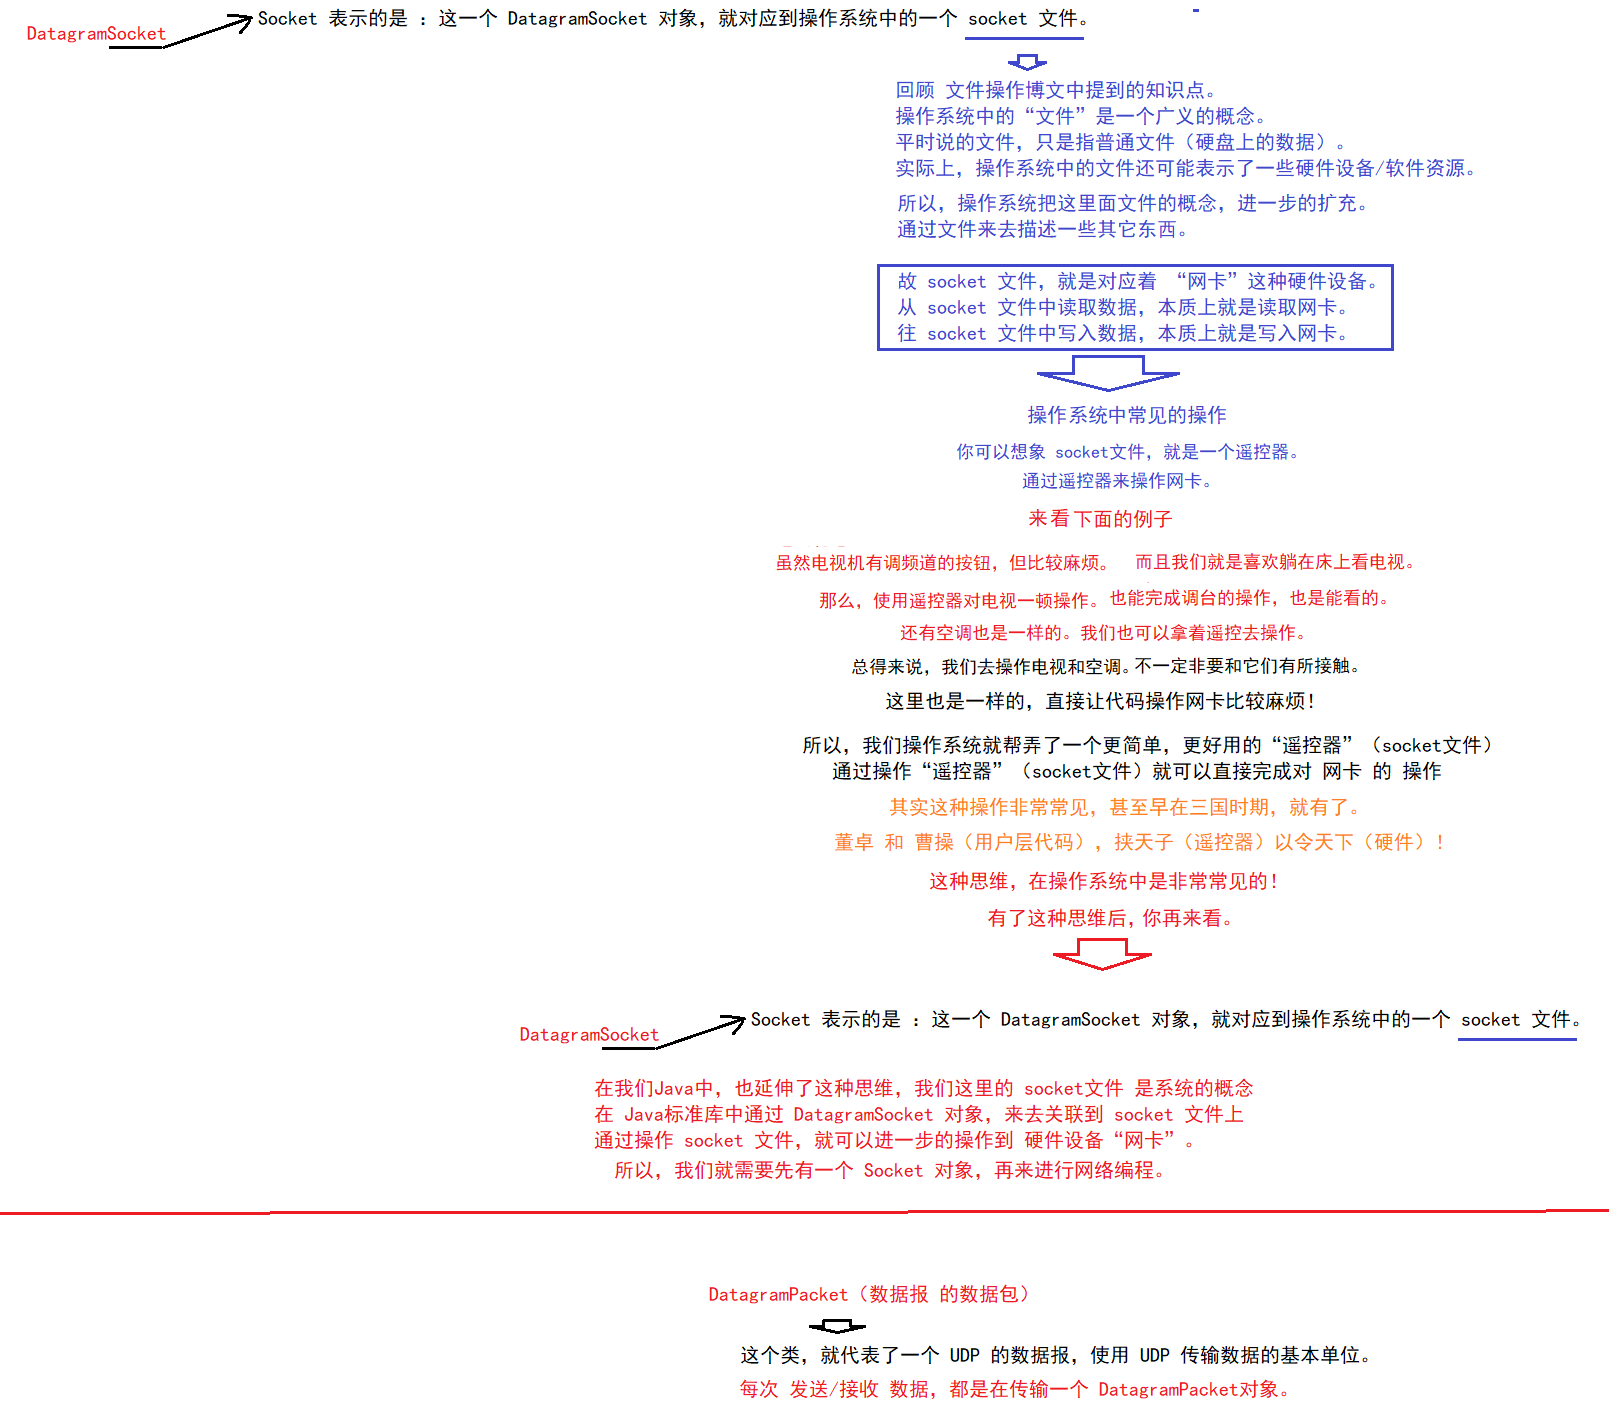 DatagramSocket
Socket 表示的是 ：这一个 DatagramSocket 对象，就对应到操作系统中的一个 socket 文件。
回顾 文件操作博文中提到的知识点。
操作系统中的“文件”是一个广义的概念。
平时说的文件，只是指普通文件（硬盘上的数据）。
实际上，操作系统中的文件还可能表示了一些硬件设备/软件资源。
所以，操作系统把这里面文件的概念，进一步的扩充。
通过文件来去描述一些其它东西。
故 socket 文件，就是对应着 “网卡”这种硬件设备。
从 socket 文件中读取数据，本质上就是读取网卡。
往 socket 文件中写入数据，本质上就是写入网卡。
操作系统中常见的操作
你可以想象 socket文件，就是一个遥控器。
通过遥控器来操作网卡。
来看下面的例子
虽然电视机有调频道的按钮，但比较麻烦。 而且我们就是喜欢躺在床上看电视。
那么，使用遥控器对电视一顿操作。也能完成调台的操作，也是能看的。
还有空调也是一样的。我们也可以拿着遥控去操作。
总得来说，我们去操作电视和空调。不一定非要和它们有所接触。
这里也是一样的，直接让代码操作网卡比较麻烦！
所以，我们操作系统就帮弄了一个更简单，更好用的“遥控器”（socket文件）
通过操作“遥控器”（socket文件）就可以直接完成对 网卡 的 操作
其实这种操作非常常见，甚至早在三国时期，就有了。
董卓 和 曹操（用户层代码），挟天子（遥控器）以令天下（硬件）！
这种思维，在操作系统中是非常常见的！
有了这种思维后，你再来看。
DatagramSocket
Socket 表示的是 ：这一个 DatagramSocket 对象，就对应到操作系统中的一个 socket 文件。
在我们Java中，也延伸了这种思维，我们这里的 socket文件 是系统的概念
在 Java标准库中通过 DatagramSocket 对象，来去关联到 socket 文件上
通过操作 socket 文件，就可以进一步的操作到 硬件设备“网卡”。
所以，我们就需要先有一个 Socket 对象，再来进行网络编程。
DatagramPacket（数据报 的数据包）
这个类，就代表了一个 UDP 的数据报，使用 UDP 传输数据的基本单位。
每次 发送/接收 数据，都是在传输一个 DatagramPacket对象。